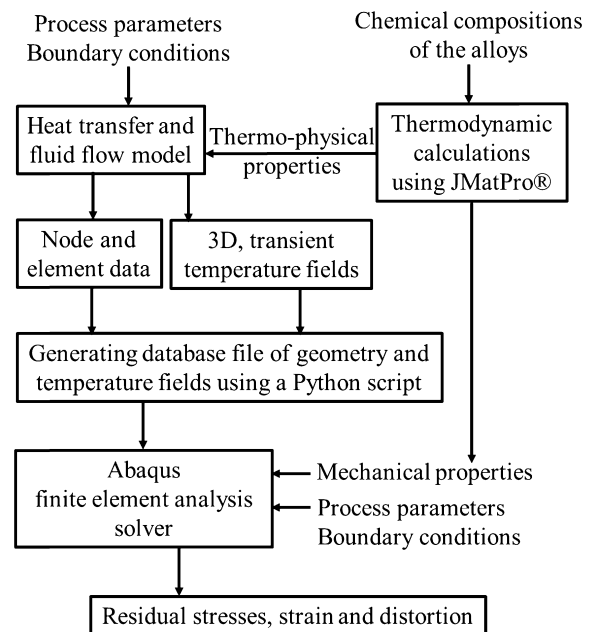 Process parameters
Boundary conditions
Chemical compositions
of the alloys
Heat transfer and
fluid flow model
Thermo-physical
properties
Thermodynamic
calculations
using JMatPro®
Node and
element data
3D, transient
temperature fields
Generating database file of geometry and
temperature fields using a Python script
Abaqus
finite element analysis
solver
Mechanical properties
Process parameters
Boundary conditions
Residual stresses, strain and distortion